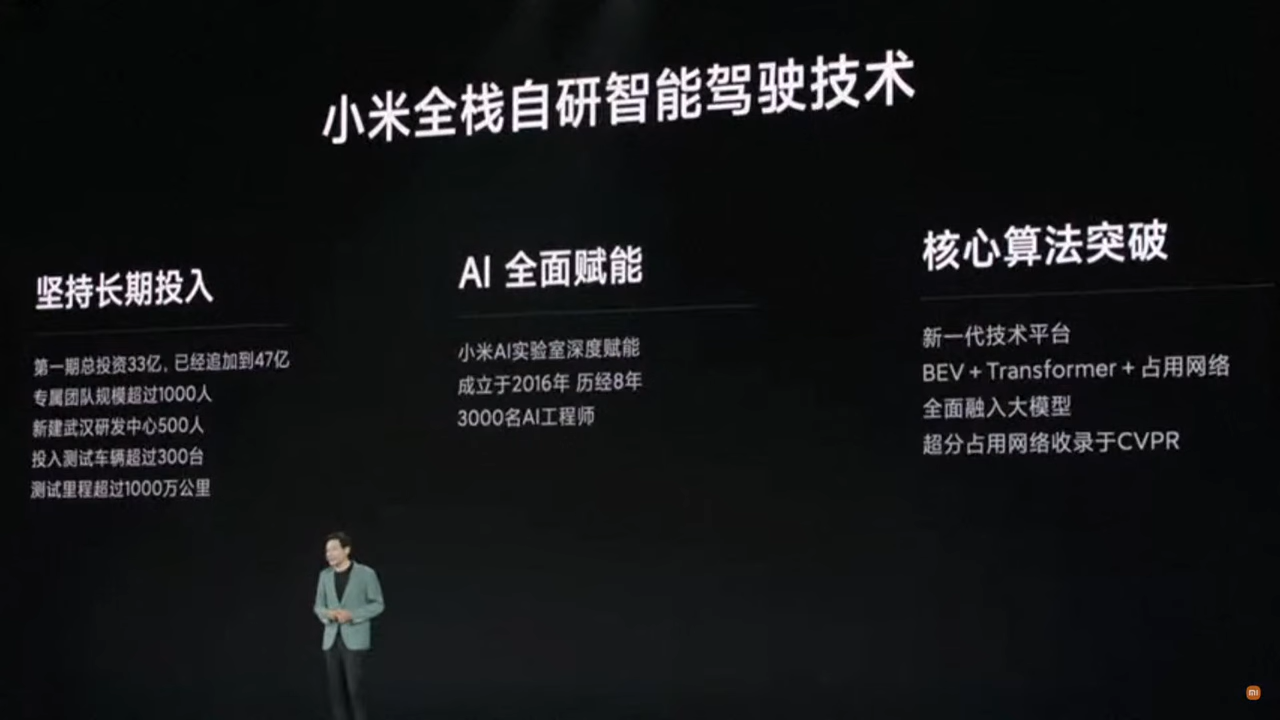 小米全栈自研智能驾驶技术
坚持长期投入
第一期总投资33亿, 已经追加到47亿
专属团队规模超过1000人
新建武汉研发中心500人
投入测试车辆超过300台
测试里程超过1000万公里
AI 全面赋能
小米AI实验室深度赋能
成立于2016年 历经8年
3000名AI工程师
核心算法突破
新一代技术平台
BEV + Transformer + 占用网络
全面融入大模型
超分占用网络收录于CVPR